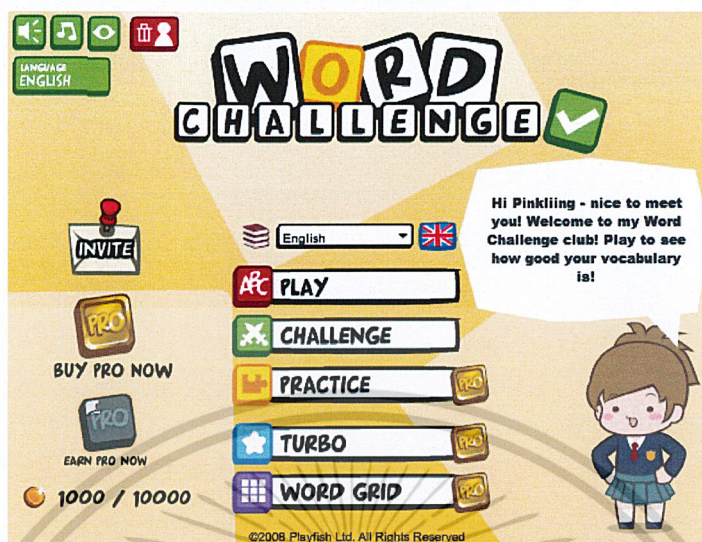 LANGUAGE
ENGLISH
WORD
CHALLENGE
Hi Pinkliing - nice to meet
you! Welcome to my Word
Challenge club! Play to see
how good your vocabulary
is!
INVITE
English
ABC PLAY
CHALLENGE
PRO
BUY PRO NOW
PRACTICE PRO
PRO
EARN PRO NOW
TURBO PRO
1000 / 10000
WORD GRID PRO
©2008 Playfish Ltd. All Rights Reserved